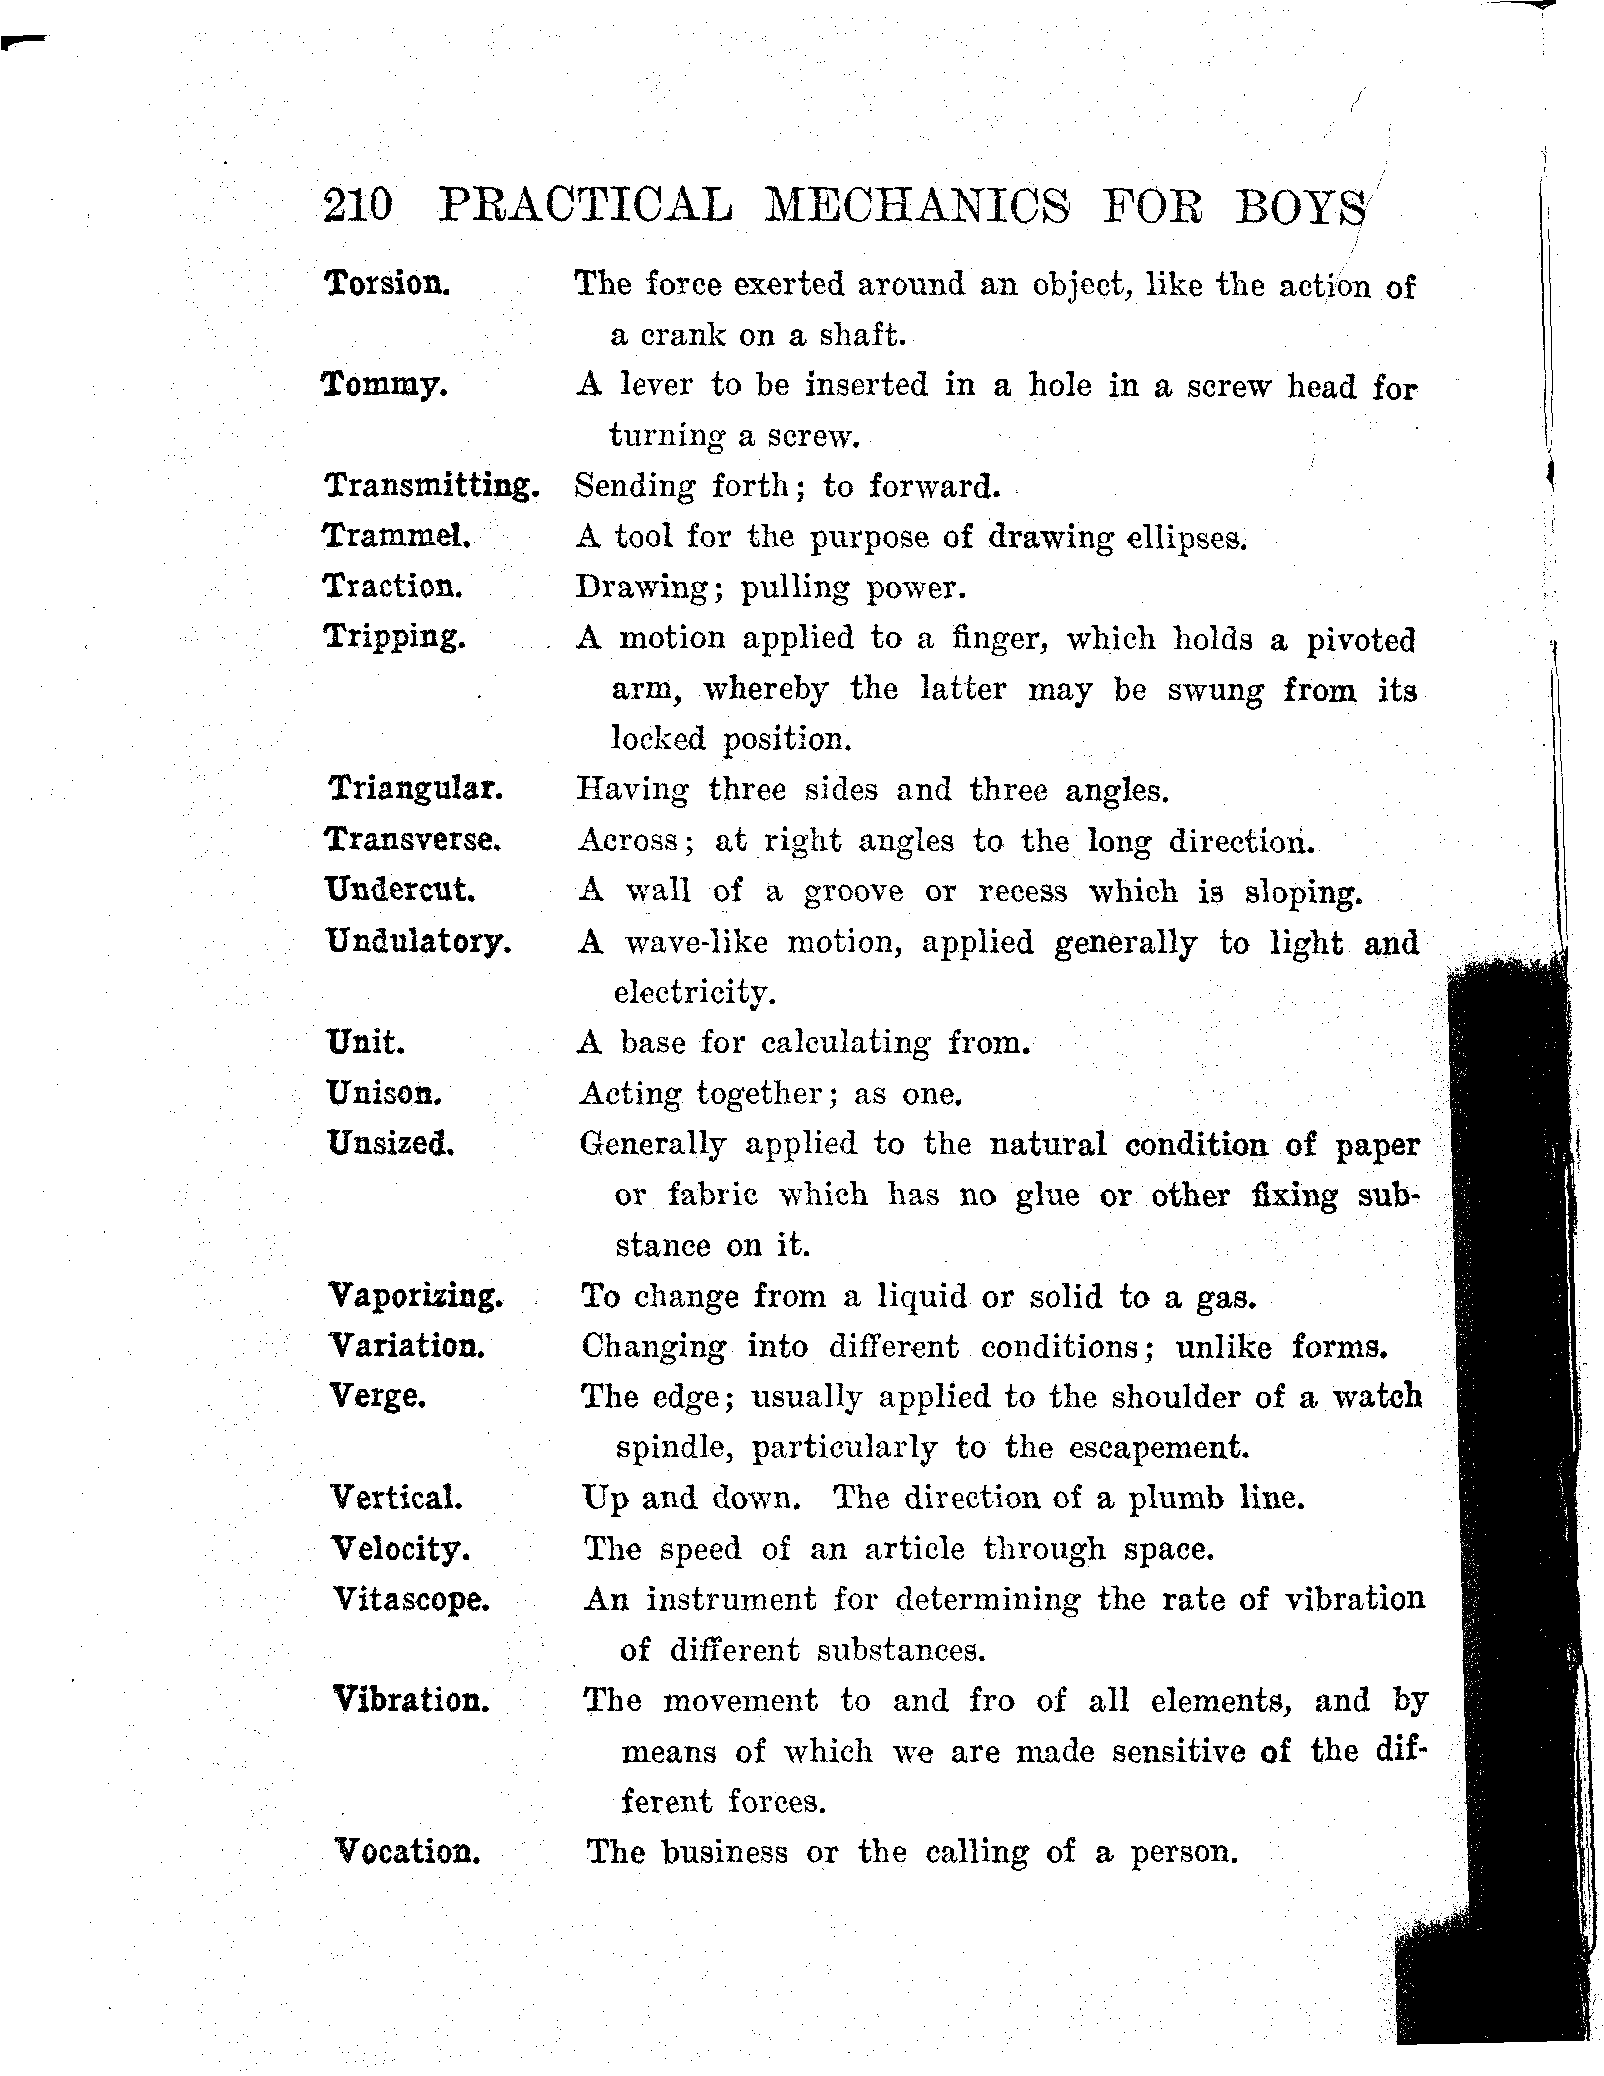 210 PRACTICAL MECHANICS FOR BOYS
Torsion. The force exerted around an object, like the action of
a crank on a shaft.
Tommy. A lever to be inserted in a hole in a screw head for
turning a screw.
Transmitting. Sending forth; to forward.
Trammel. A tool for the purpose of drawing ellipses.
Traction. Drawing; pulling power.
Tripping. A motion applied to a finger, which holds a pivoted
arm, whereby the latter may be swung from its
locked position.
Triangular. Having three sides and three angles.
Transverse. Across; at right angles to the long direction.
Undercut. A wall of a groove or recess which is sloping.
Undulatory. A wave-like motion, applied generally to light and
electricity.
Unit. A base for calculating from.
Unison. Acting together; as one.
Unsized. Generally applied to the natural condition of paper
or fabric which has no glue or other fixing sub-
stance on it.
Vaporizing. To change from a liquid or solid to a gas.
Variation. Changing into different conditions; unlike forms.
Verge. The edge; usually applied to the shoulder of a watch
spindle, particularly to the escapement.
Vertical. Up and down. The direction of a plumb line.
Velocity. The speed of an article through space.
Vitascope. An instrument for determining the rate of vibration
of different substances.
Vibration. The movement to and fro of all elements, and by
means of which we are made sensitive of the dif-
ferent forces.
Vocation. The business or the calling of a person.